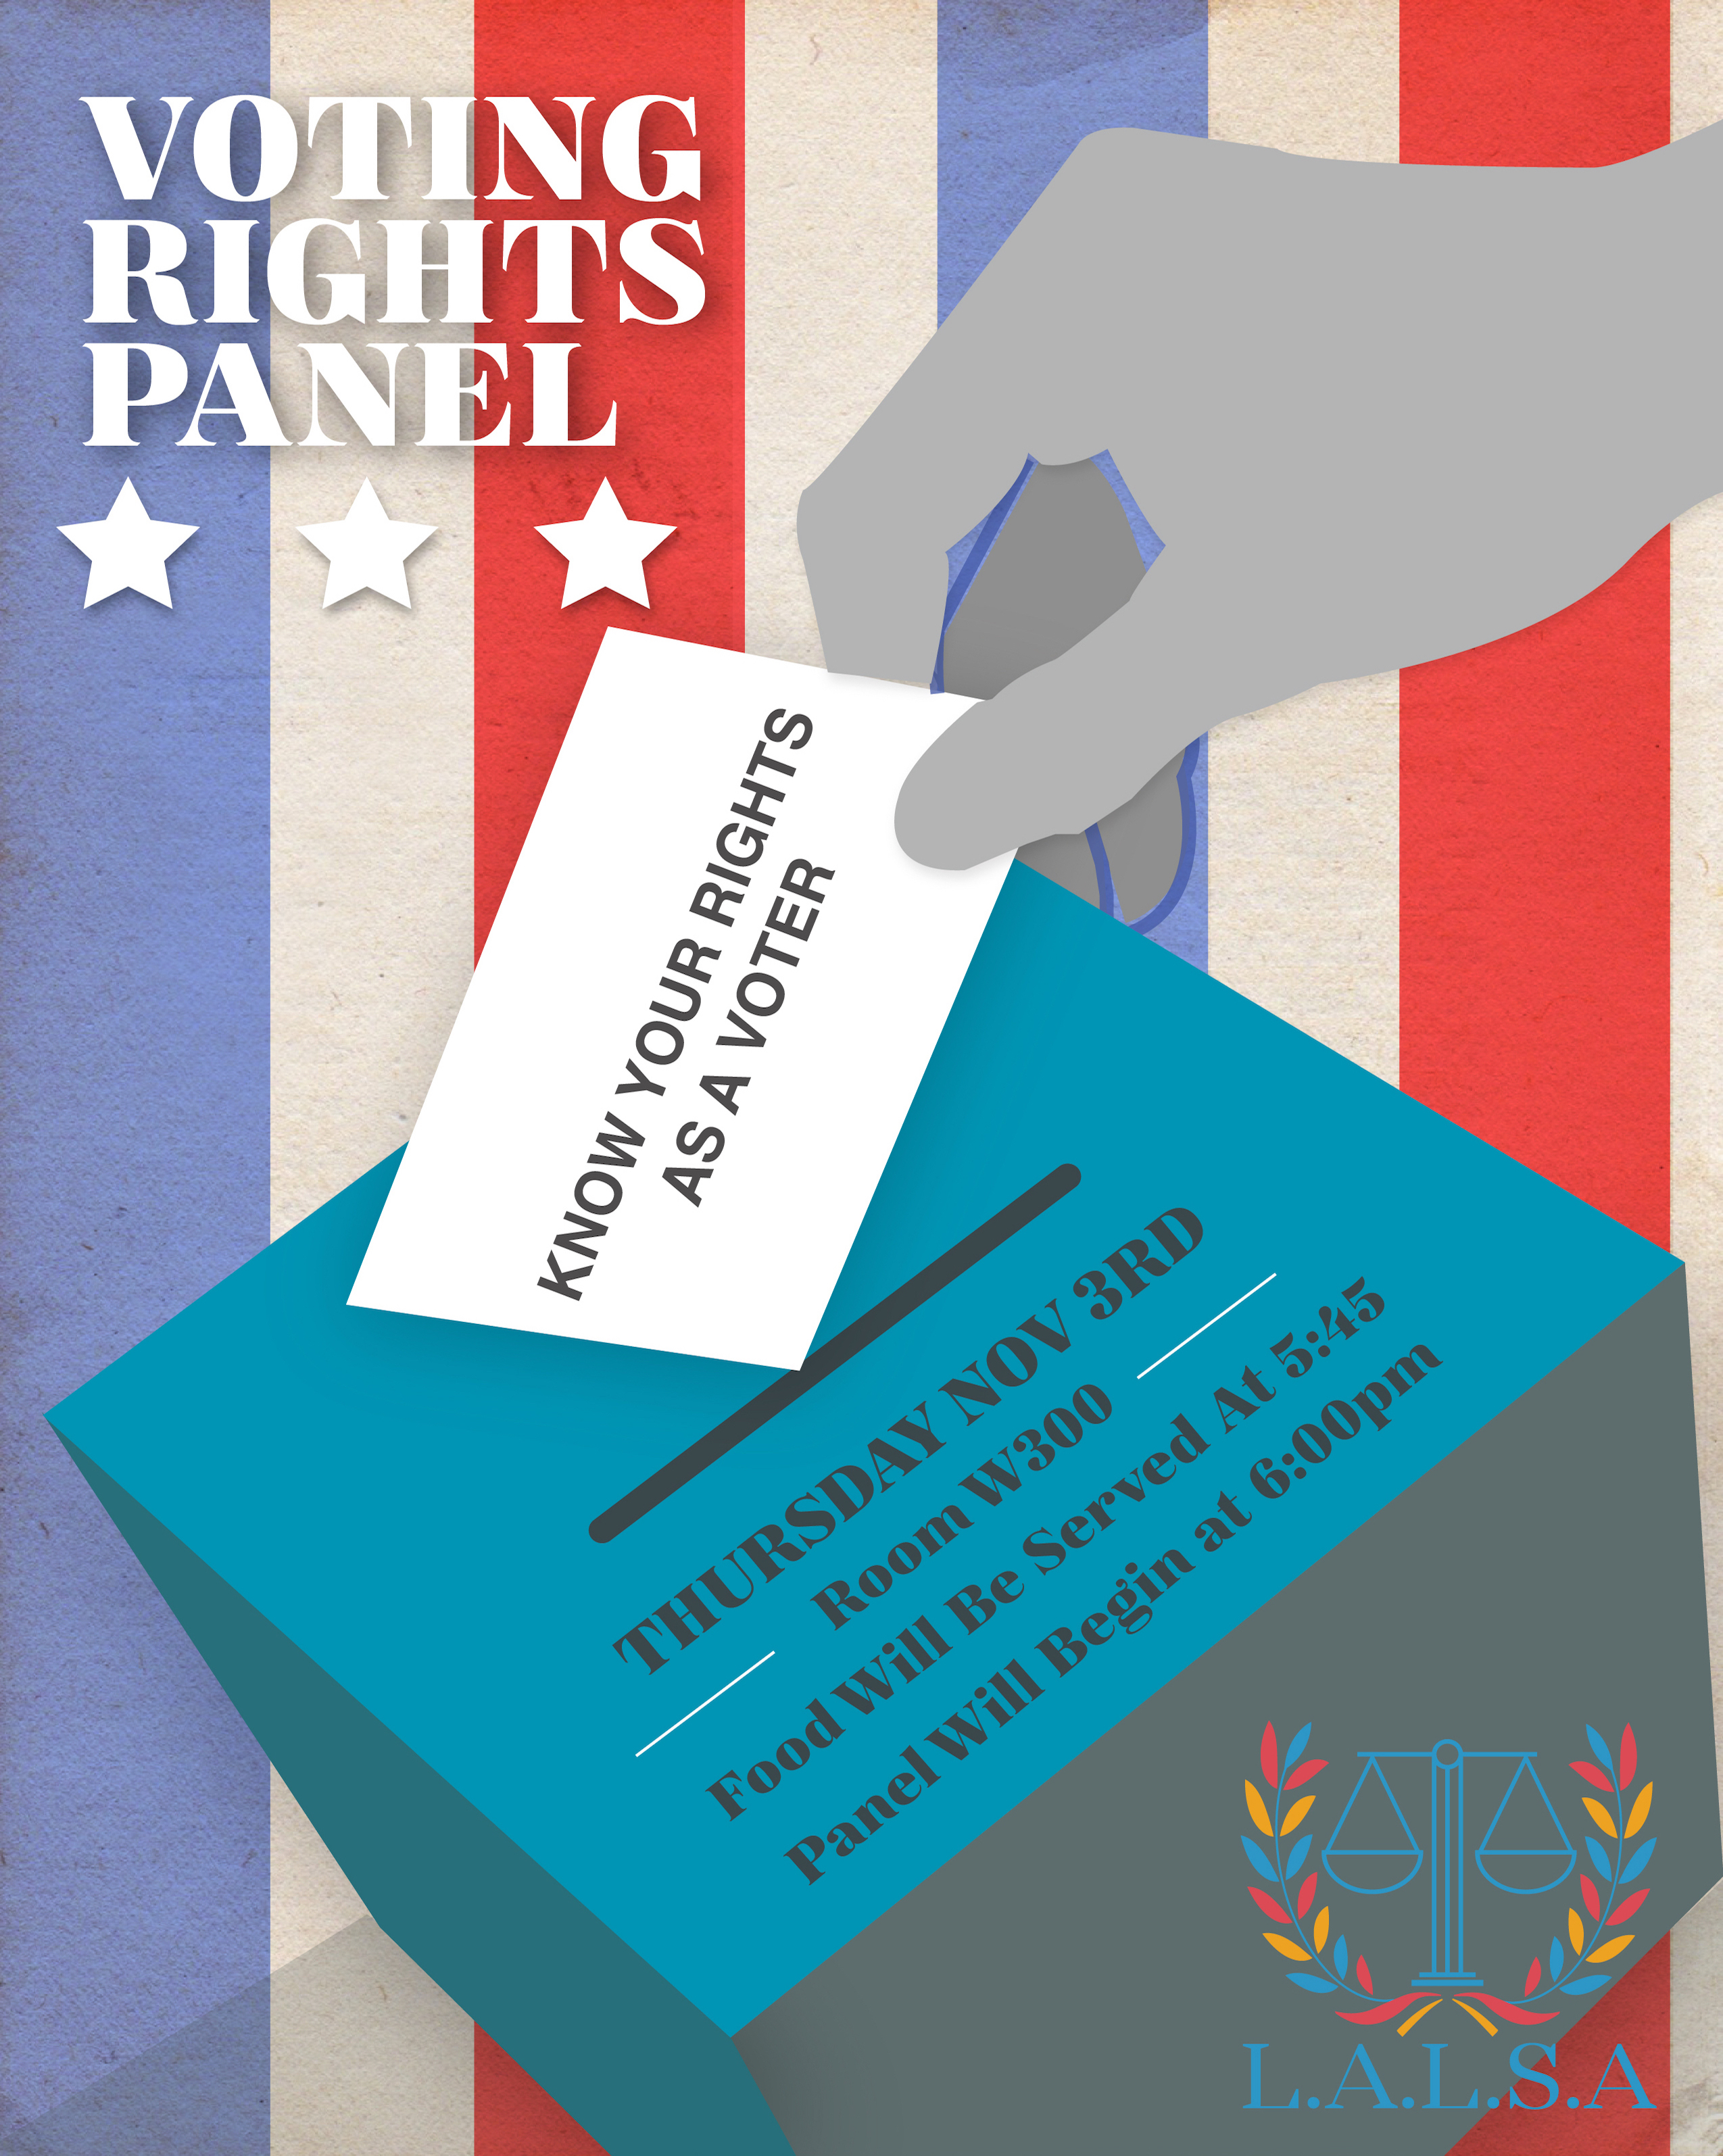 VOTING
RIGHTS
PANEL
KNOW YOUR RIGHTS
AS A VOTER
THURSDAY NOV 3RD
Room W300
Food Will Be Served At 5:45
Panel Will Begin at 6:00pm
L.A.L.S.A